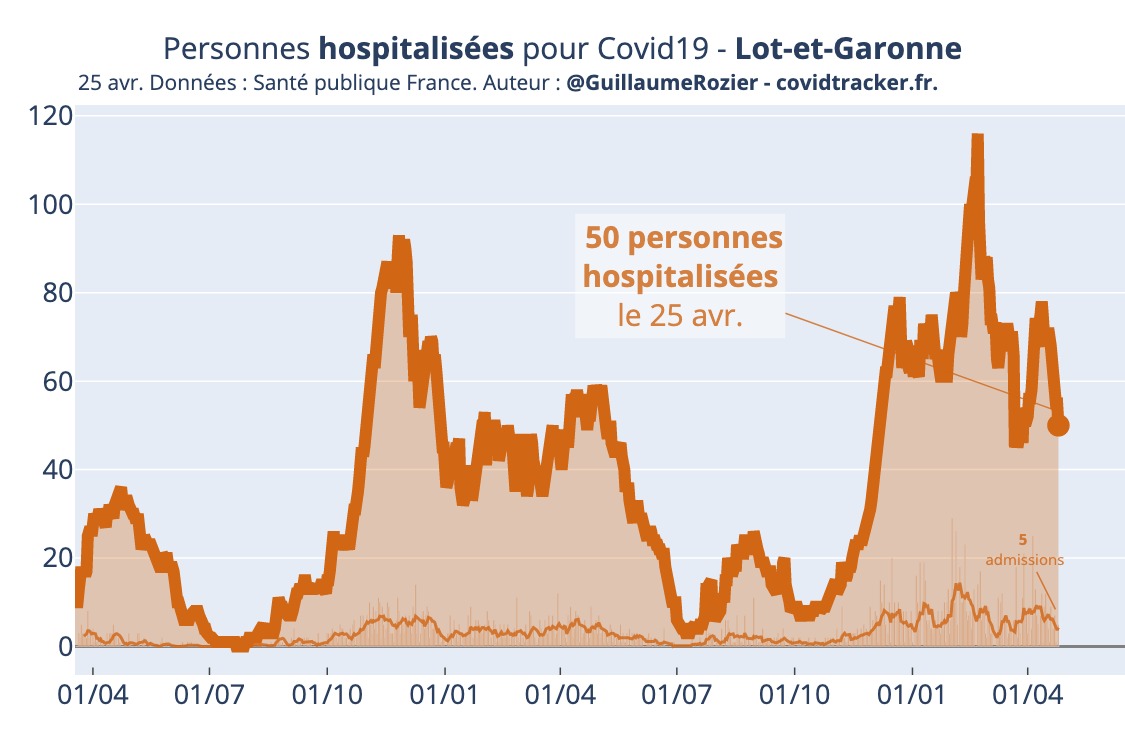 Personnes hospitalisées pour Covid19 - Lot-et-Garonne
25 avr. Données : Santé publique France. Auteur : @GuillaumeRozier - covidtracker.fr.
120
100
80
60
40
20
0
50 personnes
hospitalisées
le 25 avr.
5
admissions
01/04 01/07 01/10 01/01 01/04 01/07 01/10 01/01 01/04